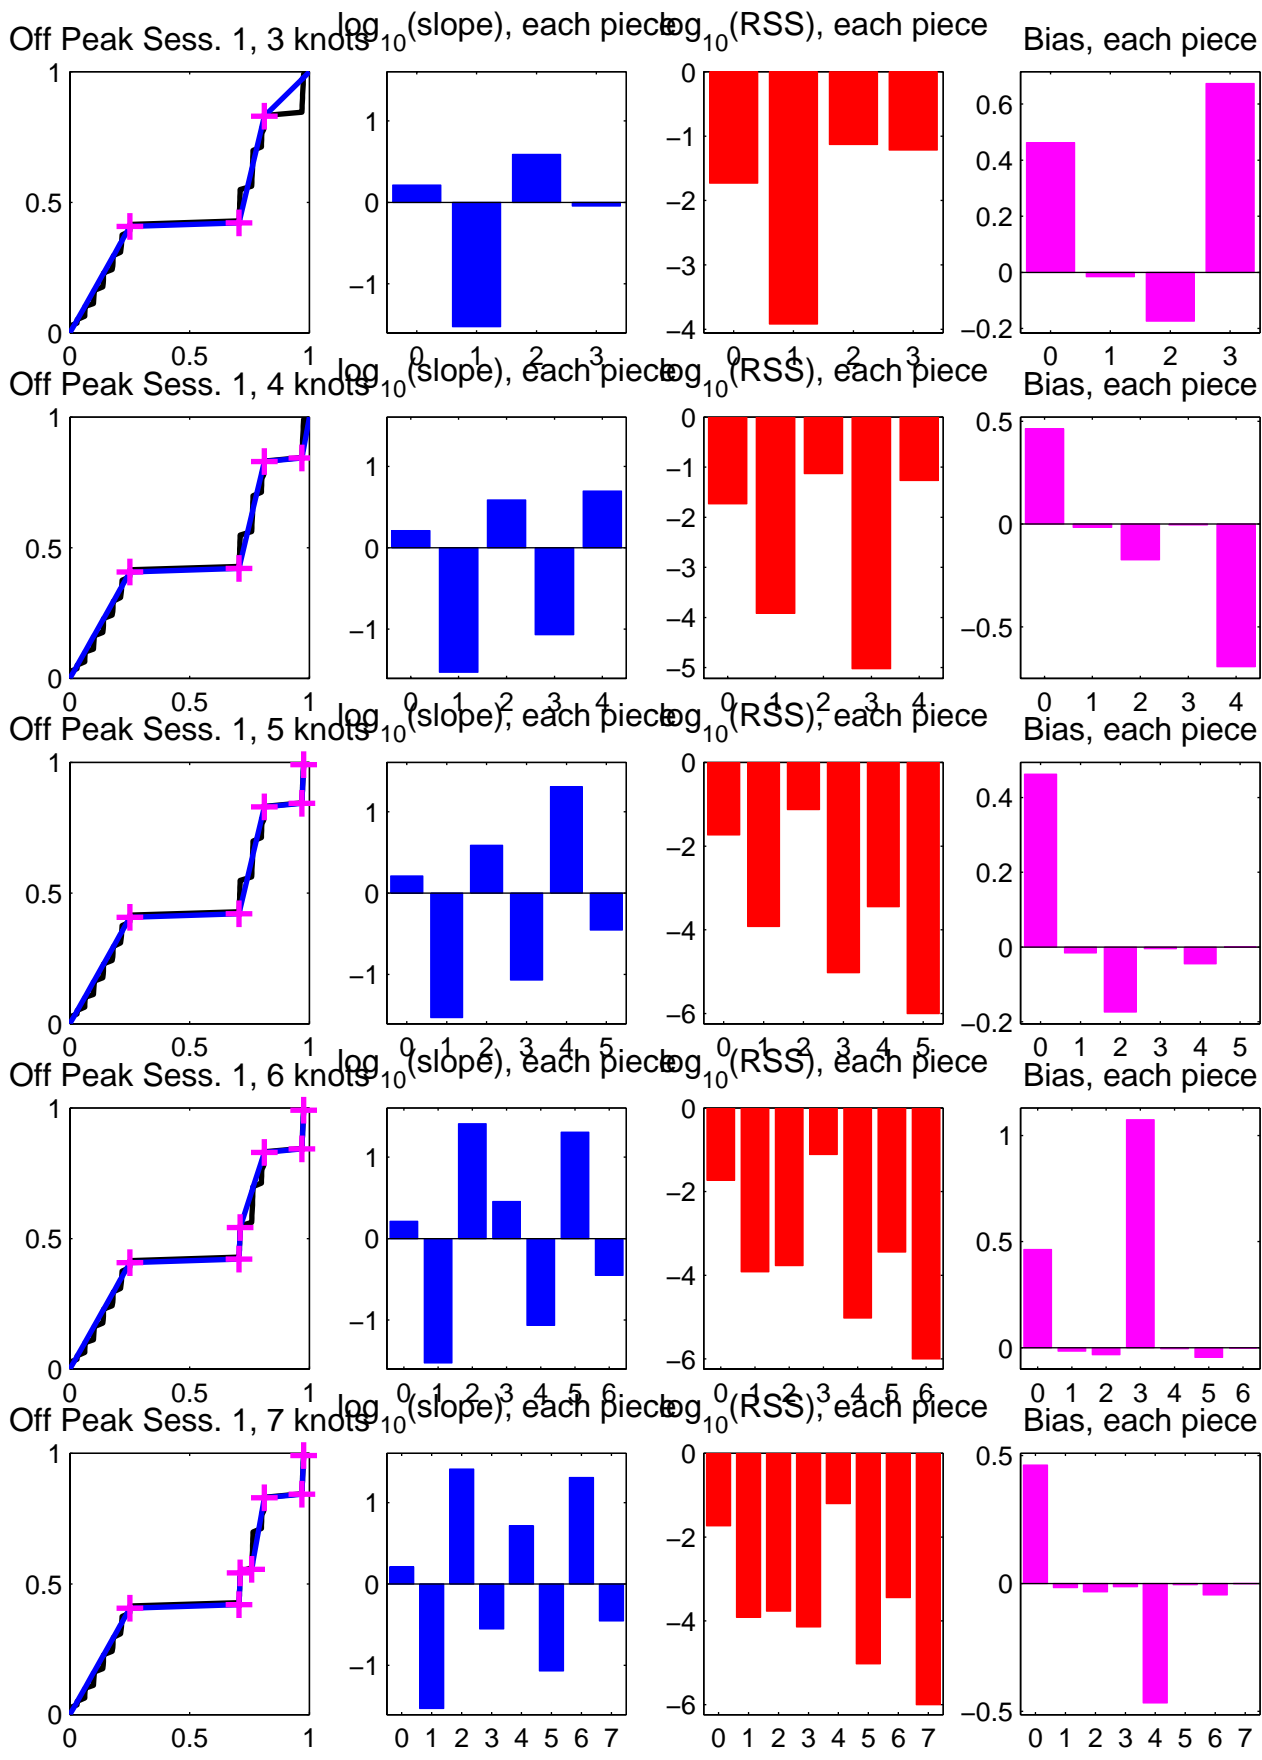 Off Peak Sess. 1, 3 knots log10(slope), each piece log10(RSS), each piece Bias, each piece
1
0.5
0
0 0.5 1
1
0
−1
0 1 2 3
0
−1
−2
−3
−4
0 1 2 3
0.6
0.4
0.2
0
−0.2
0 1 2 3
Off Peak Sess. 1, 4 knots log10(slope), each piece log10(RSS), each piece Bias, each piece
1
0.5
0
0 0.5 1
1
0
−1
0 1 2 3 4
0
−1
−2
−3
−4
−5
0 1 2 3 4
0.5
0
−0.5
0 1 2 3 4
Off Peak Sess. 1, 5 knots log10(slope), each piece log10(RSS), each piece Bias, each piece
1
0.5
0
0 0.5 1
1
0
−1
0 1 2 3 4 5
0
−2
−4
−6
0 1 2 3 4 5
0.4
0.2
0
−0.2
0 1 2 3 4 5
Off Peak Sess. 1, 6 knots log10(slope), each piece log10(RSS), each piece Bias, each piece
1
0.5
0
0 0.5 1
1
0
−1
0 1 2 3 4 5 6
0
−2
−4
−6
0 1 2 3 4 5 6
1
0.5
0
0 1 2 3 4 5 6
Off Peak Sess. 1, 7 knots log10(slope), each piece log10(RSS), each piece Bias, each piece
1
0.5
0
0 0.5 1
1
0
−1
0 1 2 3 4 5 6 7
0
−2
−4
−6
0 1 2 3 4 5 6 7
0.5
0
−0.5
0 1 2 3 4 5 6 7